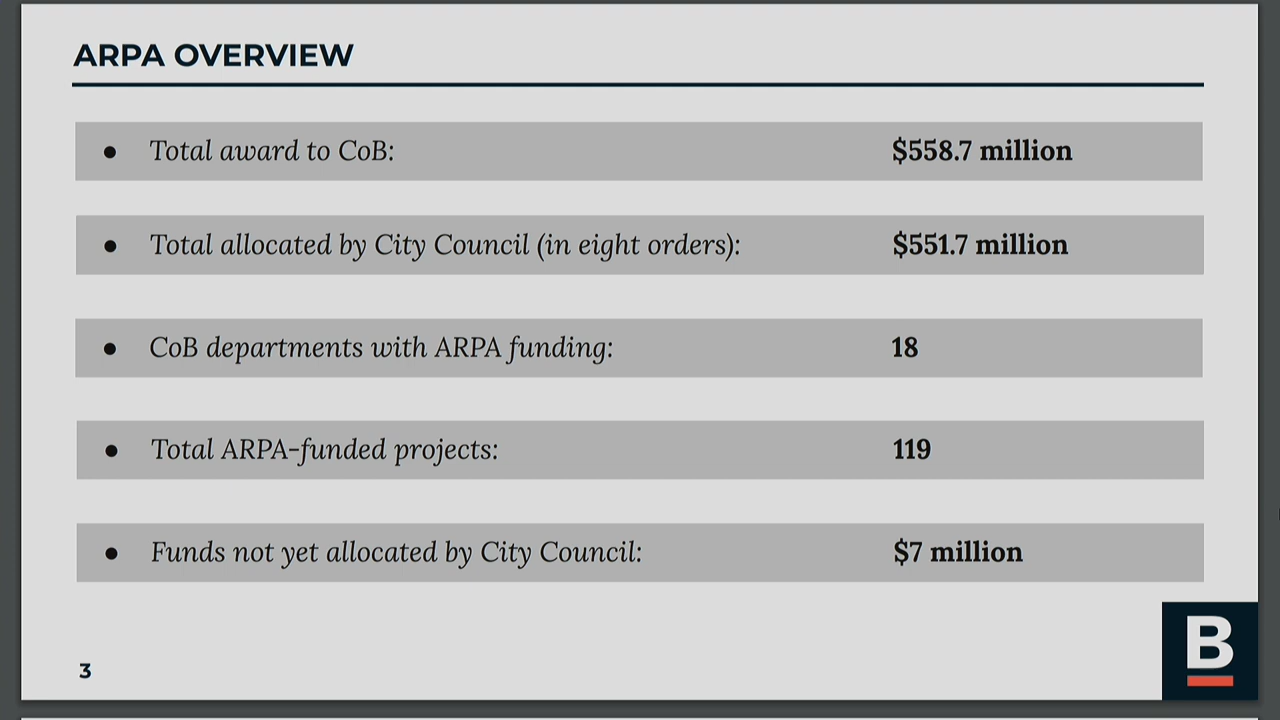 ARPA OVERVIEW
● Total award to CoB: $558.7 million
● Total allocated by City Council (in eight orders): $551.7 million
● CoB departments with ARPA funding: 18
● Total ARPA-funded projects: 119
● Funds not yet allocated by City Council: $7 million
3
B